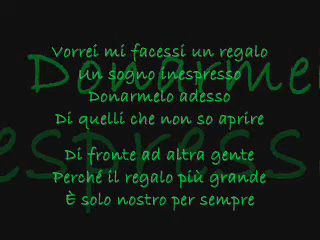 Vorrei mi facessi un regalo
Un sogno inespresso
Donarmelo adesso
Di quelli che non so aprire
Di fronte ad altra gente
Perché il regalo più grande
È solo nostro per sempre